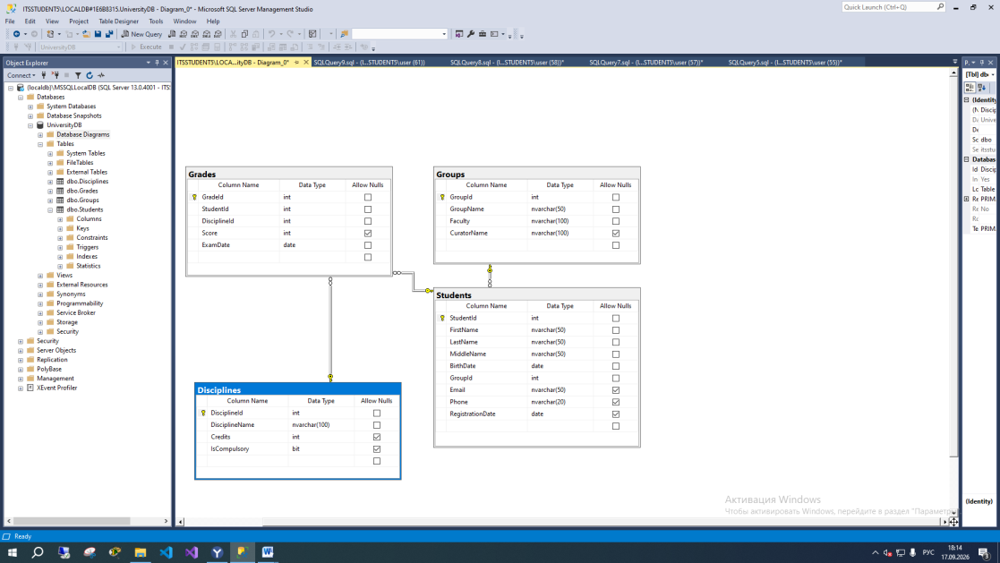 ITSSTUDENT5\LOCALDB#1E6B8315.UniversityDB - Diagram_0* - Microsoft SQL Server Management Studio
Quick Launch (Ctrl+Q)
File Edit View Project Table Designer Tools Window Help
New Query
UniversityDB Execute
Object Explorer
ITSSTUDENT5\LOCA...ityDB - Diagram_0* SQLQuery9.sql - (l...STUDENT5\user (61)) SQLQuery8.sql - (l...STUDENT5\user (58))* SQLQuery7.sql - (l...STUDENT5\user (57))* SQLQuery5.sql - (l...STUDENT5\user (55))*
Connect
(localdb)\MSSQLLocalDB (SQL Server 13.0.4001 - ITS
Databases
System Databases
Database Snapshots
UniversityDB
Database Diagrams
Tables
System Tables
FileTables
External Tables
dbo.Disciplines
dbo.Grades
dbo.Groups
dbo.Students
Columns
Keys
Constraints
Triggers
Indexes
Statistics
Views
External Resources
Synonyms
Programmability
Service Broker
Storage
Security
Security
Server Objects
Replication
PolyBase
Management
XEvent Profiler
Grades
Column Name Data Type Allow Nulls
GradeId int
StudentId int
DisciplineId int
Score int
ExamDate date
Groups
Column Name Data Type Allow Nulls
GroupId int
GroupName nvarchar(50)
Faculty nvarchar(100)
CuratorName nvarchar(100)
Students
Column Name Data Type Allow Nulls
StudentId int
FirstName nvarchar(50)
LastName nvarchar(50)
MiddleName nvarchar(50)
BirthDate date
GroupId int
Email nvarchar(50)
Phone nvarchar(20)
RegistrationDate date
Disciplines
Column Name Data Type Allow Nulls
DisciplineId int
DisciplineName nvarchar(100)
Credits int
IsCompulsory bit
P...
[Tbl] db
(Identity
(N Discip
Da Unive
De
Sc dbo
Se itsstu
Databas
Id Discip
In Yes
Lc Table
Re PRIM
Re No
Rc
Te PRIM
(Identity)
Активация Windows
Чтобы активировать Windows, перейдите в раздел "Параметр
Ready
РУС
18:14
17.09.2026